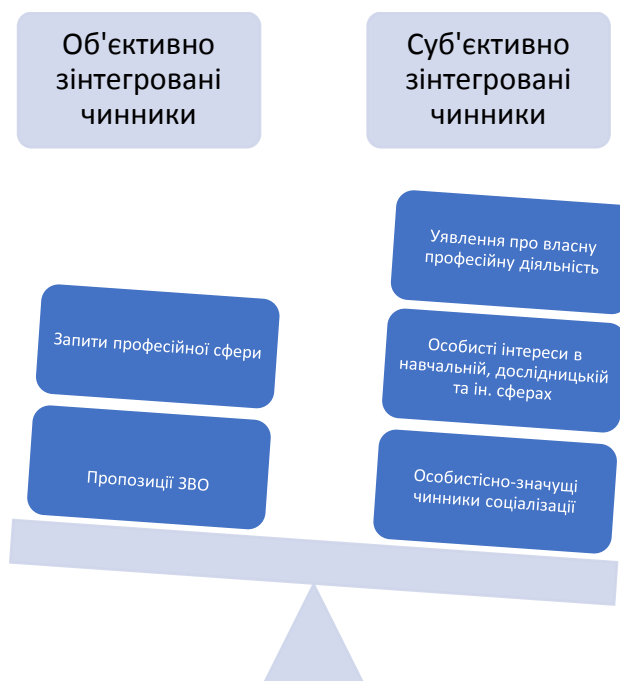 Об'єктивно
зінтегровані
чинники
Суб'єктивно
зінтегровані
чинники
Запити професійної сфери
Пропозиції ЗВО
Уявлення про власну
професійну діяльність
Особисті інтереси в
навчальній, дослідницькій
та ін. сферах
Особистісно-значущі
чинники соціалізації